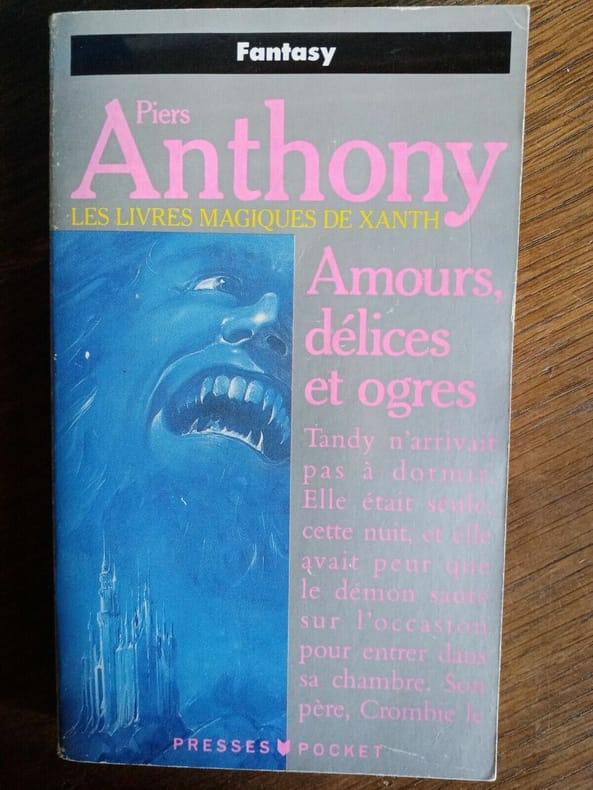 Fantasy
Piers
Anthony
LES LIVRES MAGIQUES DE XANTH
Amours,
délices
et ogres
Tandy n'arrivait
pas à dormir.
Elle était seule,
cette nuit, et elle
avait peur que
le démon saute
sur l'occasion
pour entrer dans
sa chambre. Son
père, Crombie le
PRESSES POCKET